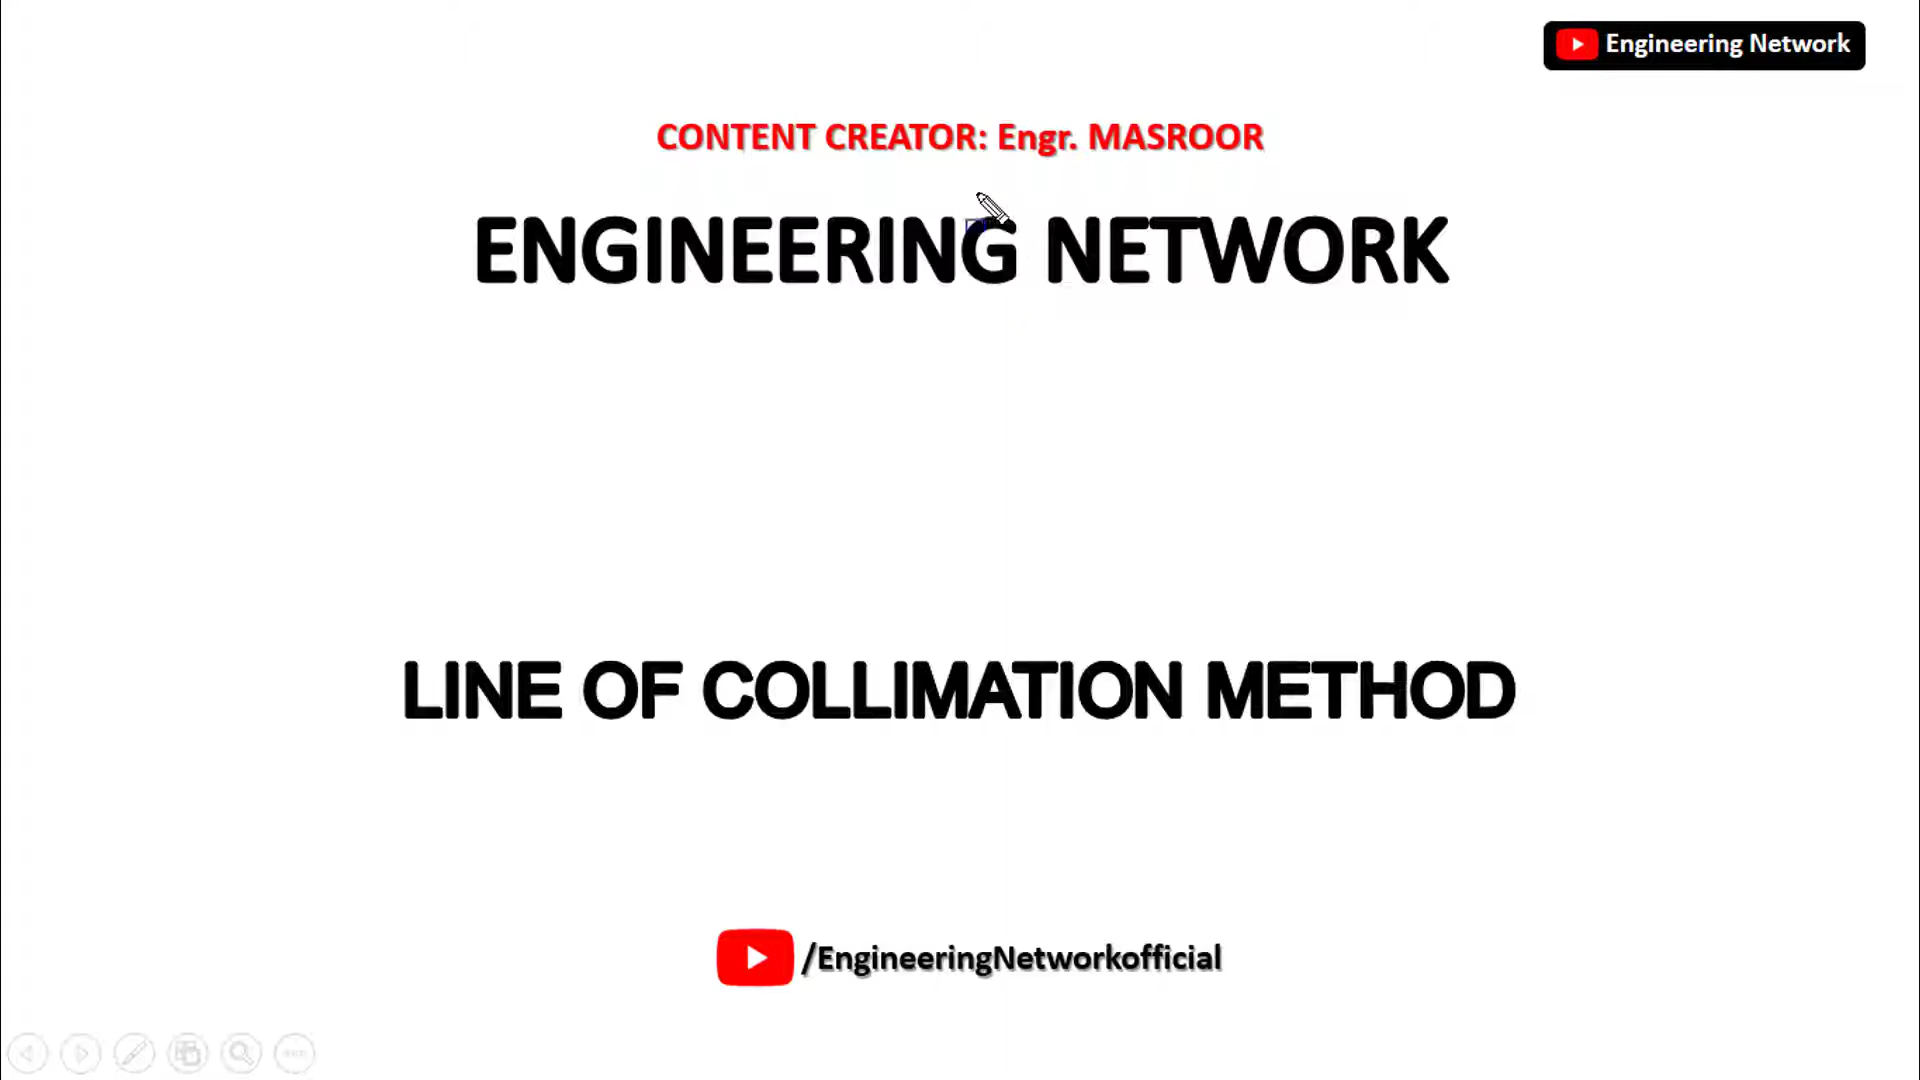 Engineering Network
CONTENT CREATOR: Engr. MASROOR
ENGINEERING NETWORK
LINE OF COLLIMATION METHOD
/EngineeringNetworkofficial